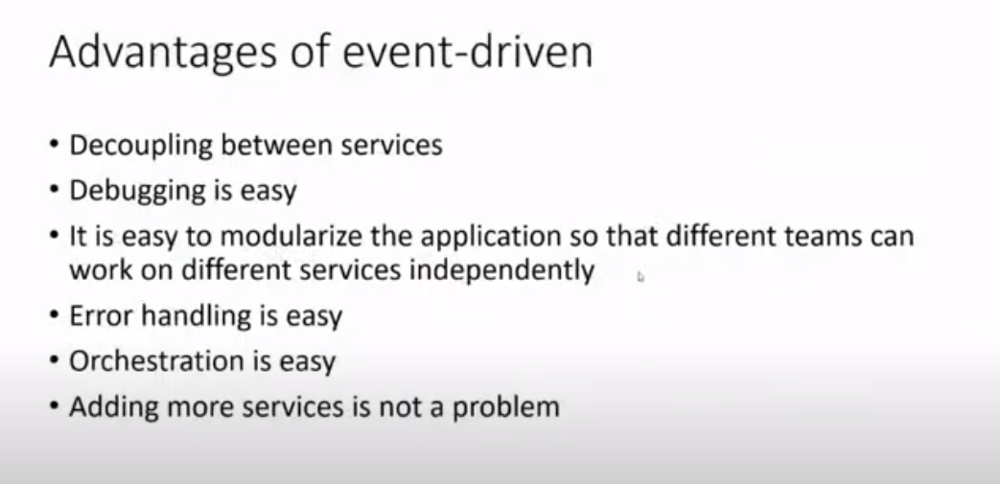 Advantages of event-driven
• Decoupling between services
• Debugging is easy
• It is easy to modularize the application so that different teams can
work on different services independently
• Error handling is easy
• Orchestration is easy
• Adding more services is not a problem